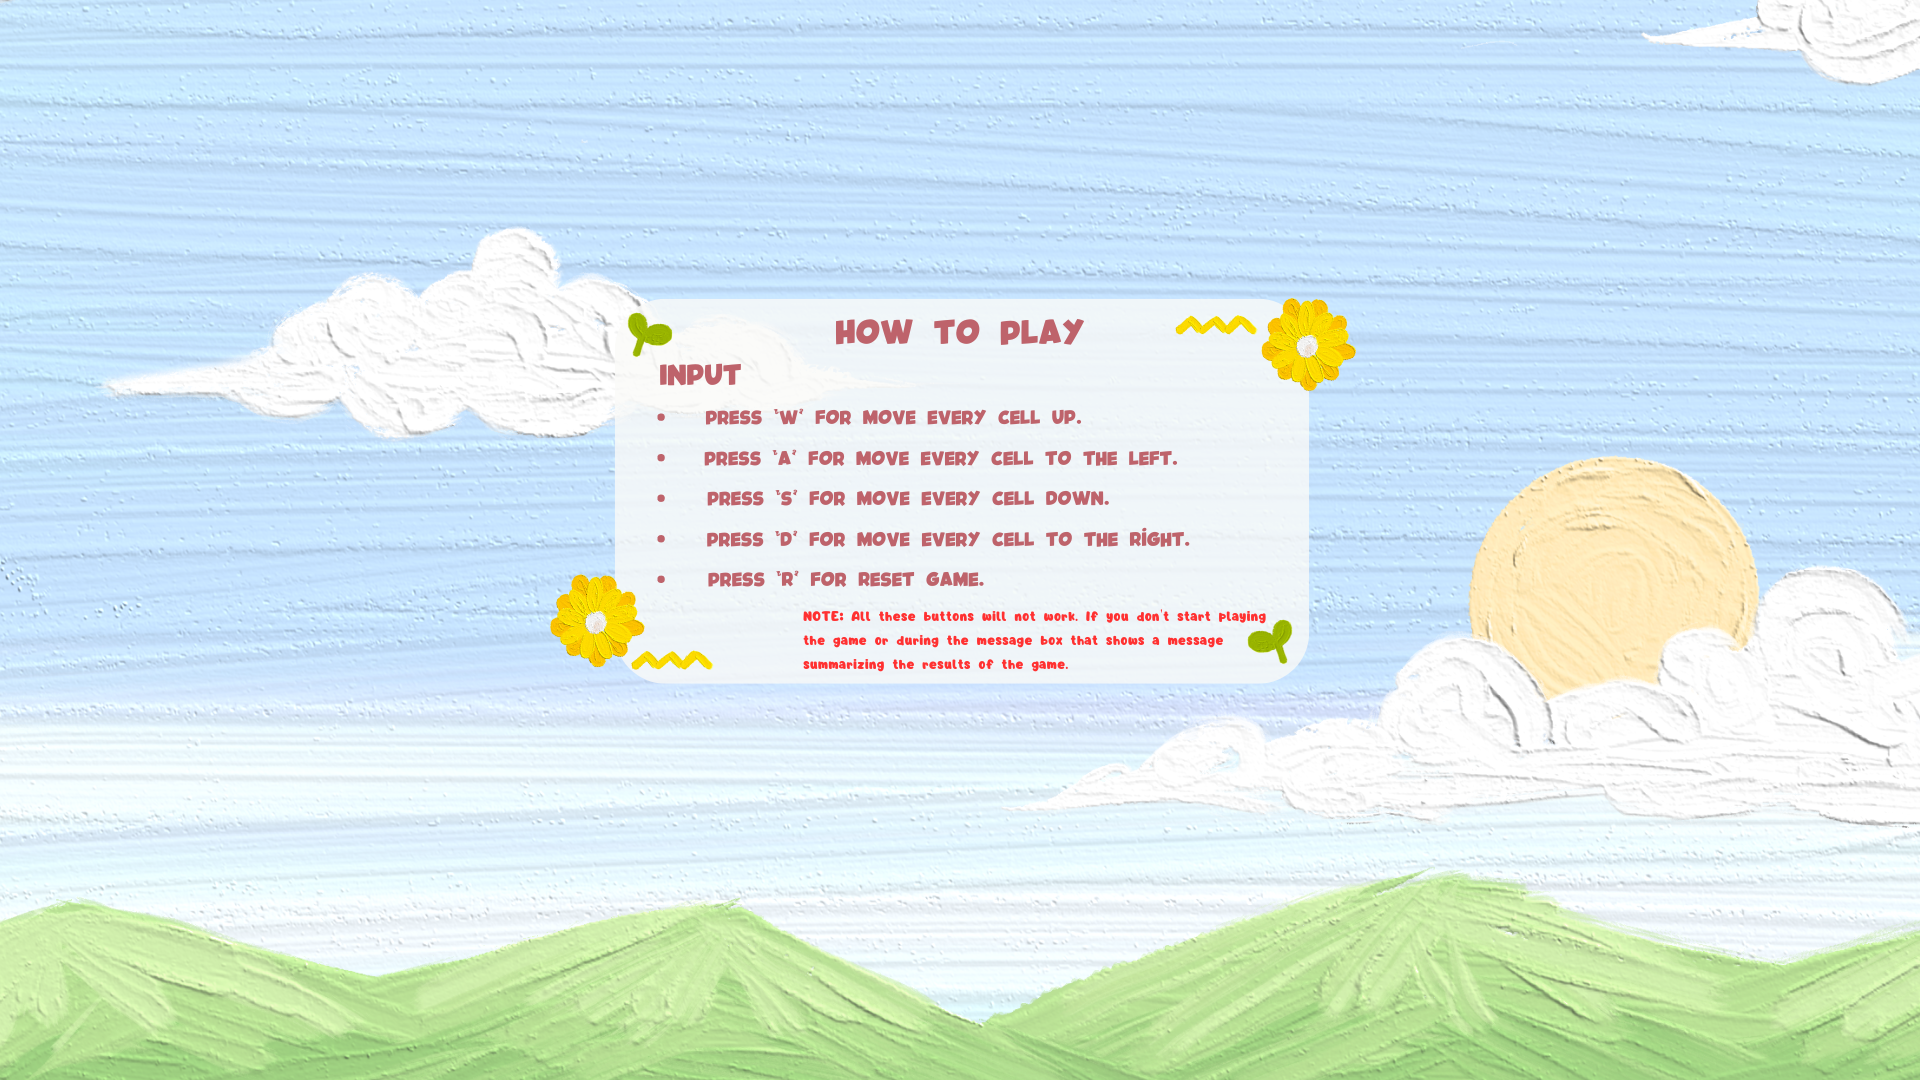 HOW TO PLAY
INPUT
• PRESS 'W' FOR MOVE EVERY CELL UP.
• PRESS 'A' FOR MOVE EVERY CELL TO THE LEFT.
• PRESS 'S' FOR MOVE EVERY CELL DOWN.
• PRESS 'D' FOR MOVE EVERY CELL TO THE RİGHT.
• PRESS 'R' FOR RESET GAME.
NOTE: All these buttons will not work. If you don't start playing
the game or during the message box that shows a message
summarizing the results of the game.